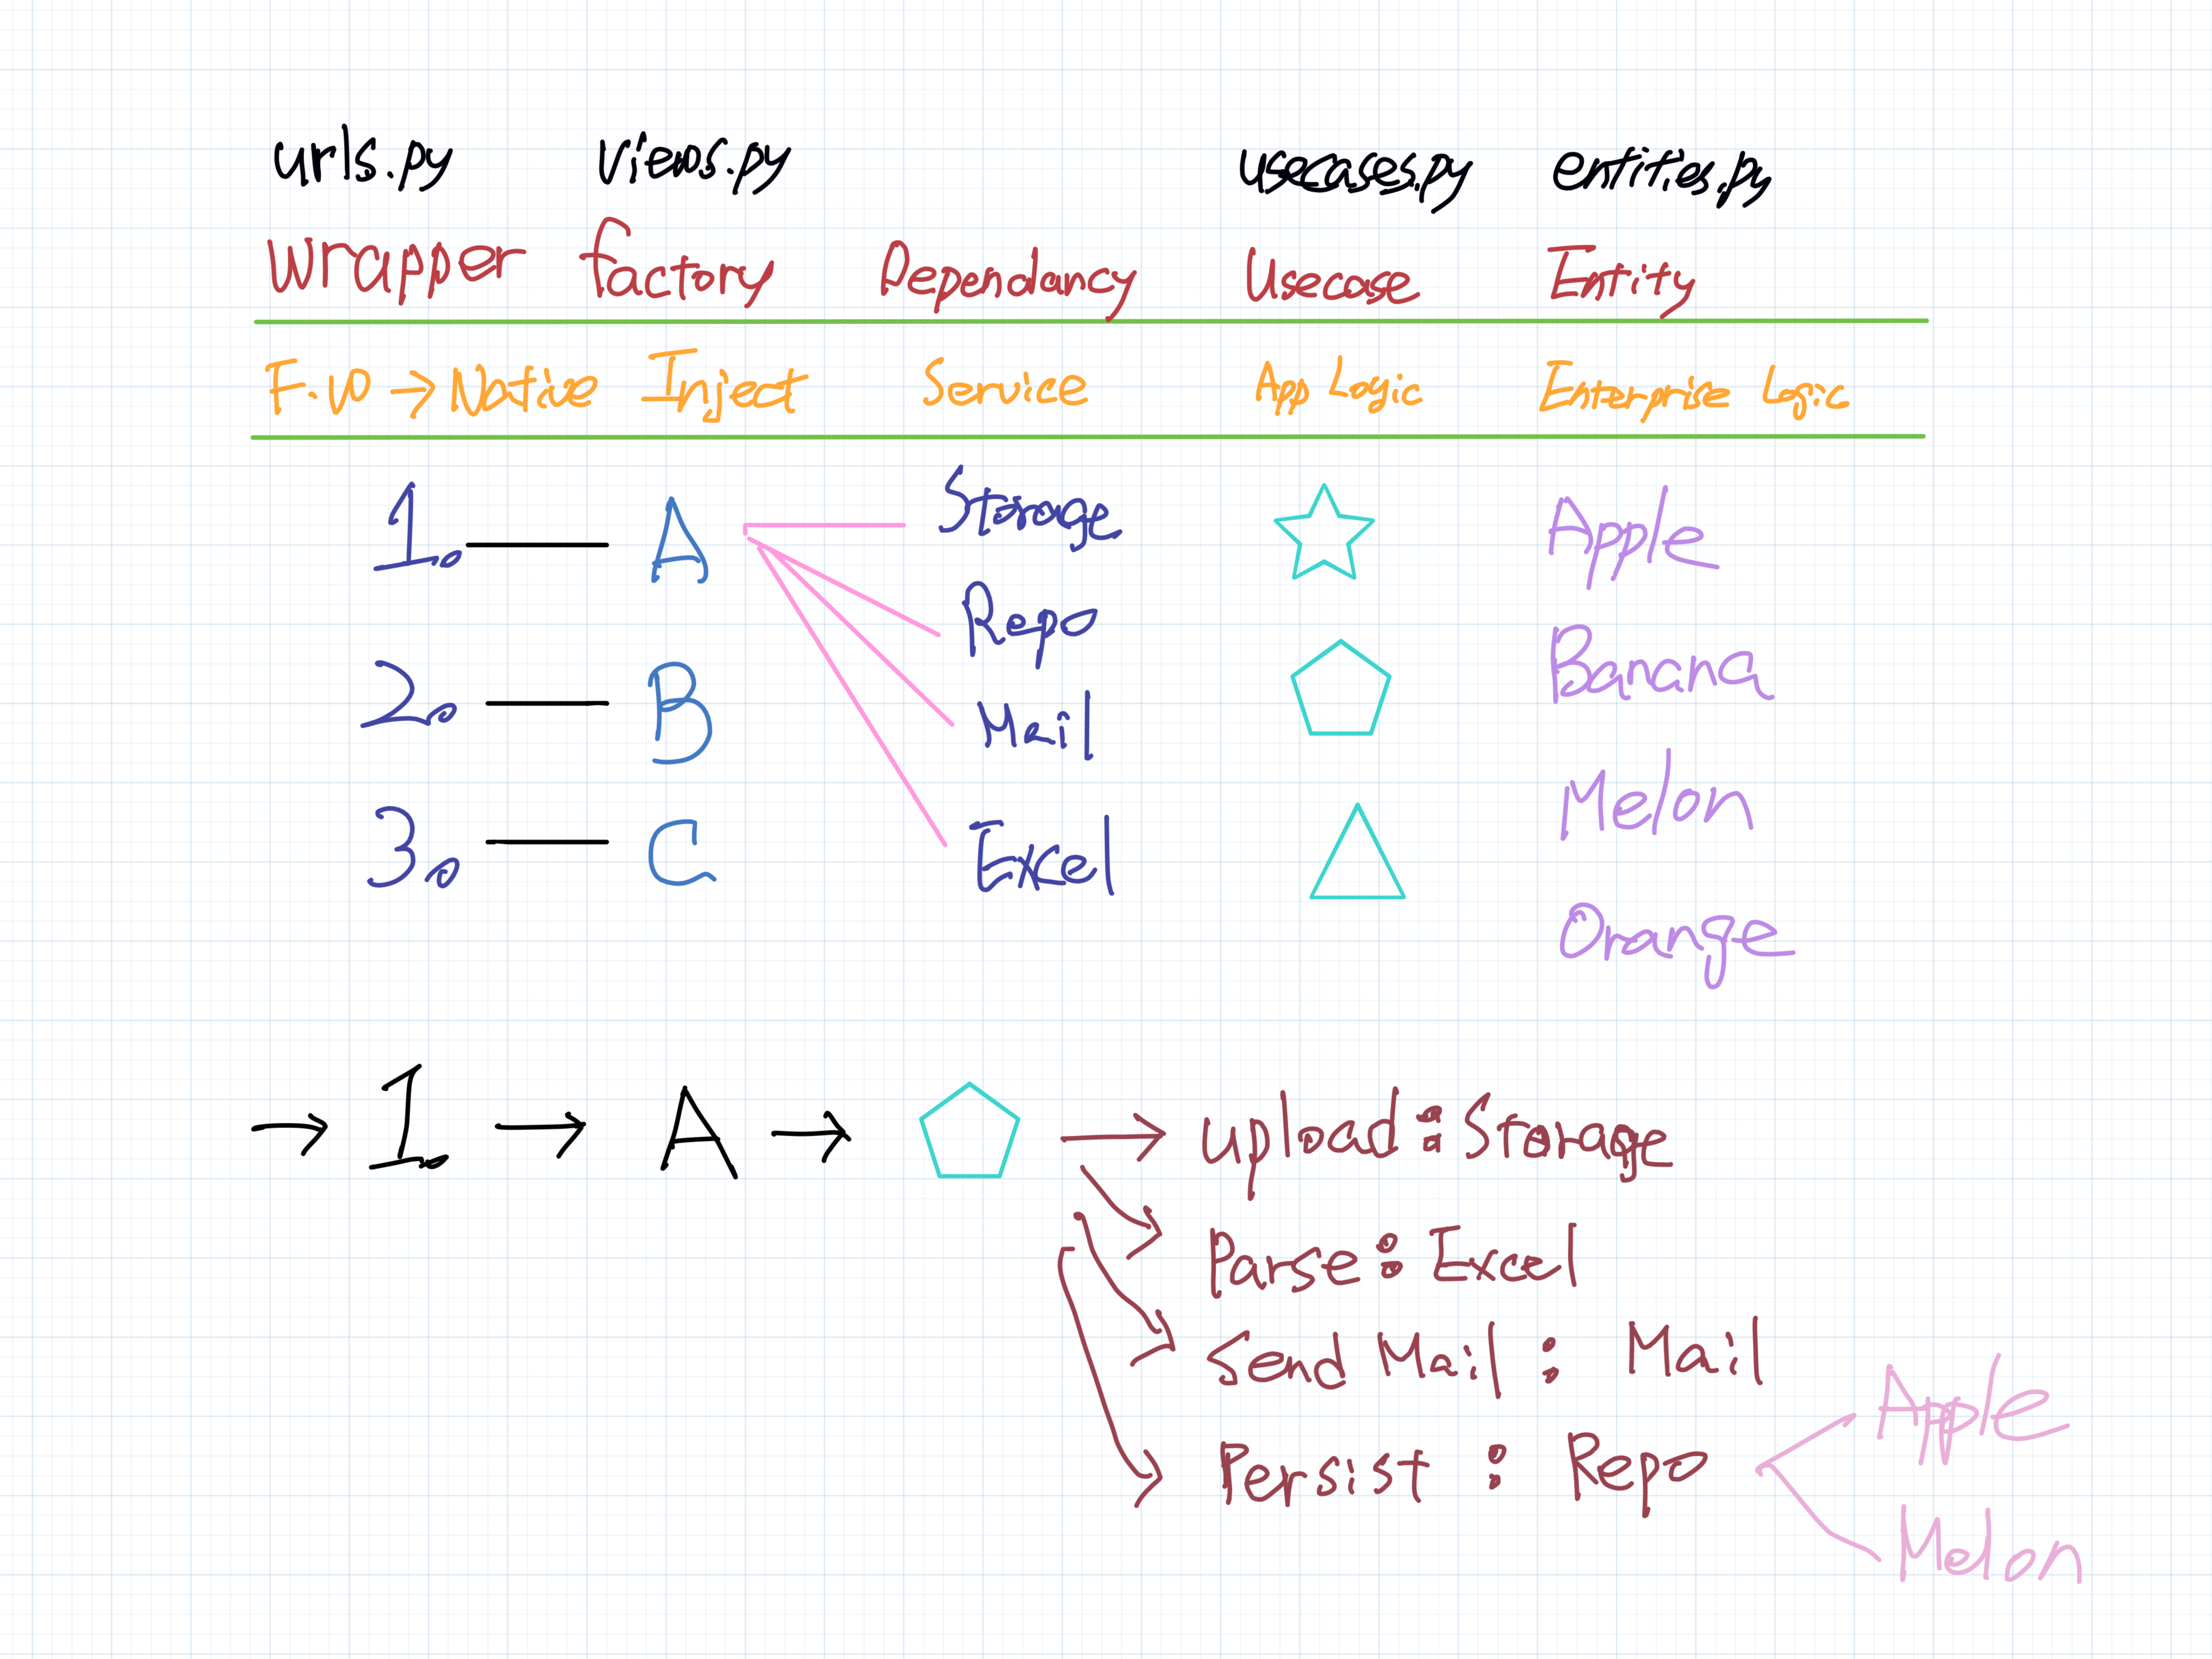 urls.py views.py usecases.py entities.py
Wrapper factory Dependancy Usecase Entity
F.W → Native Inject Service App Logic Enterprise Logic
1. A Storage Apple
Repo Banana
2. B Mail
Melon
3. C Excel
Orange
→ 1. → A → → upload : Storage
Parse : Excel
Send Mail : Mail
Apple
Persist : Repo
Melon